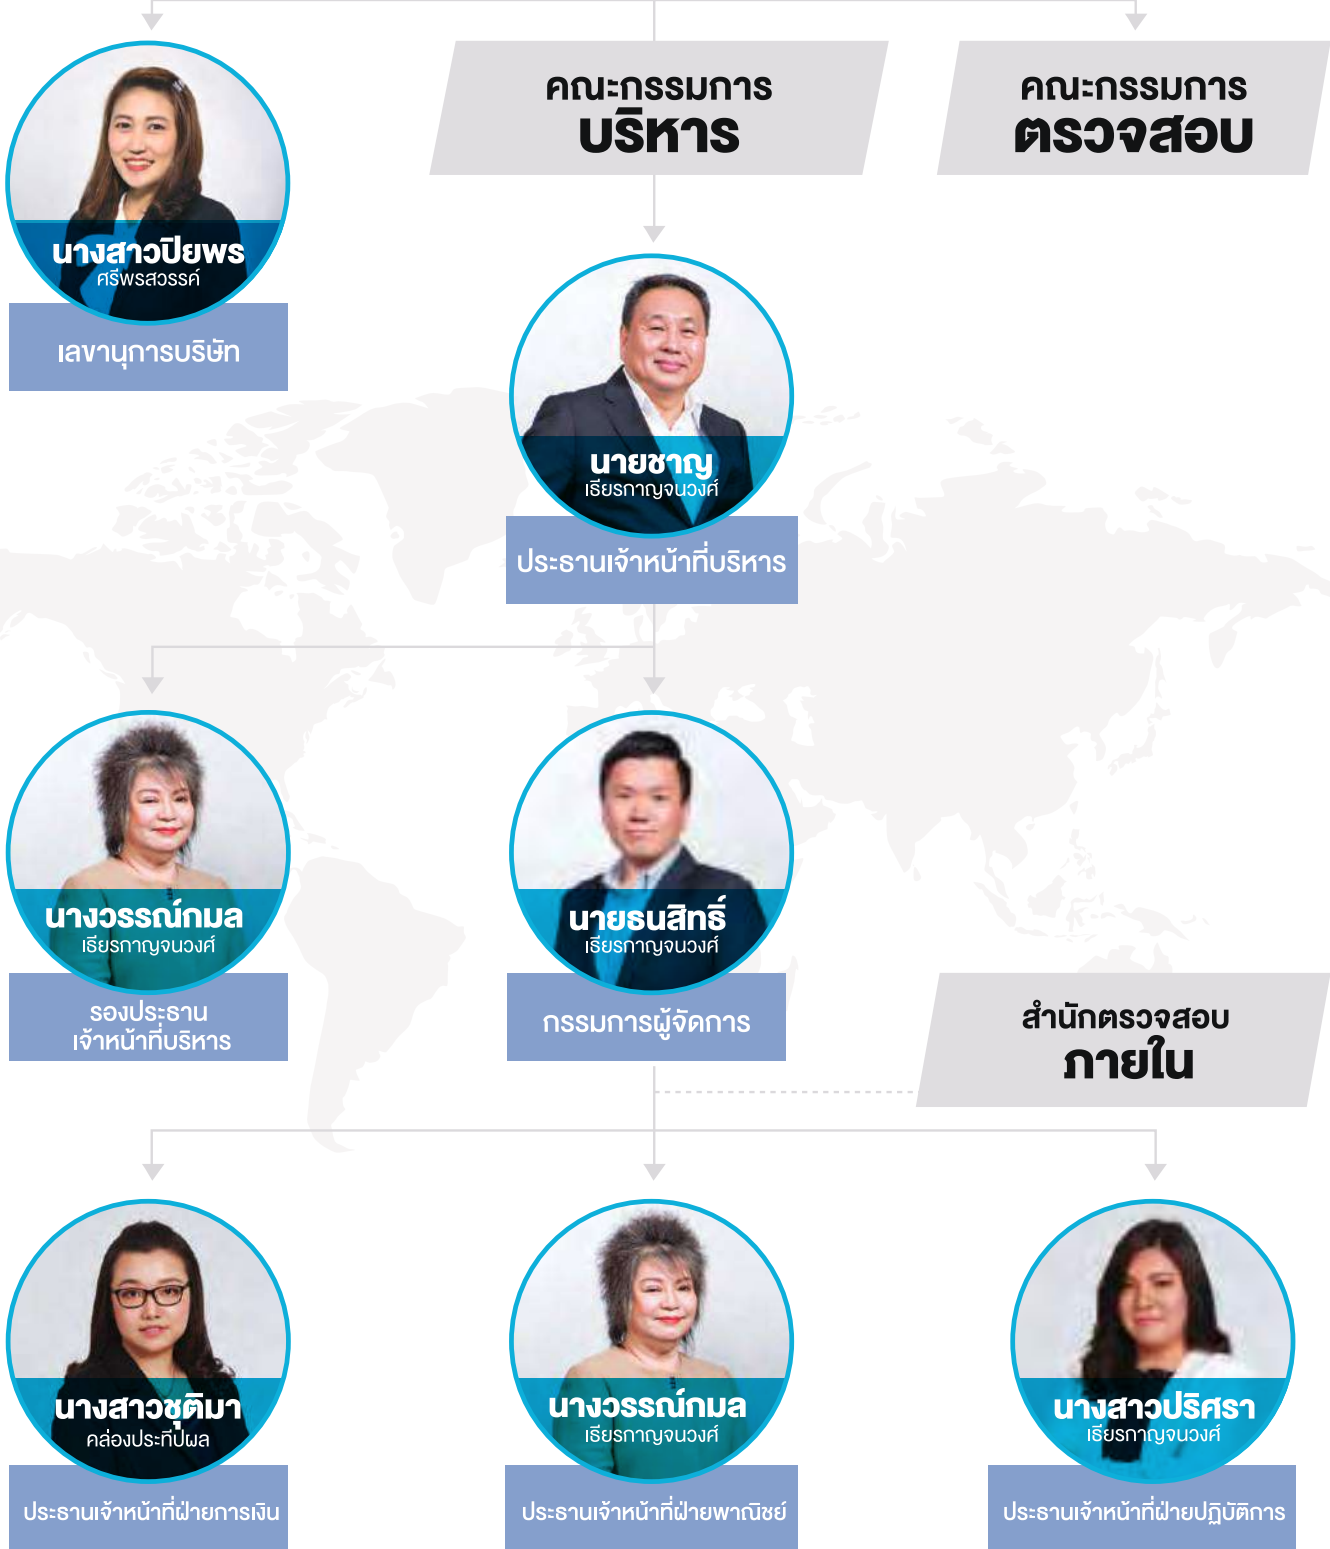 คณะกรรมการ
บริหาร
คณะกรรมการ
ตรวจสอบ
นางสาวปิยพร
ศรีพรสวรรค์
เลขานุการบริษัท
นายชาญ
เธียรกาญจนวงศ์
ประธานเจ้าหน้าที่บริหาร
นางวรรณ์กมล
เธียรกาญจนวงศ์
รองประธาน
เจ้าหน้าที่บริหาร
นายธนสิทธิ์
เธียรกาญจนวงศ์
กรรมการผู้จัดการ
สำนักตรวจสอบ
ภายใน
นางสาวชุติมา
คล่องประทีปผล
ประธานเจ้าหน้าที่ฝ่ายการเงิน
นางวรรณ์กมล
เธียรกาญจนวงศ์
ประธานเจ้าหน้าที่ฝ่ายพาณิชย์
นางสาวปริศรา
เธียรกาญจนวงศ์
ประธานเจ้าหน้าที่ฝ่ายปฏิบัติการ